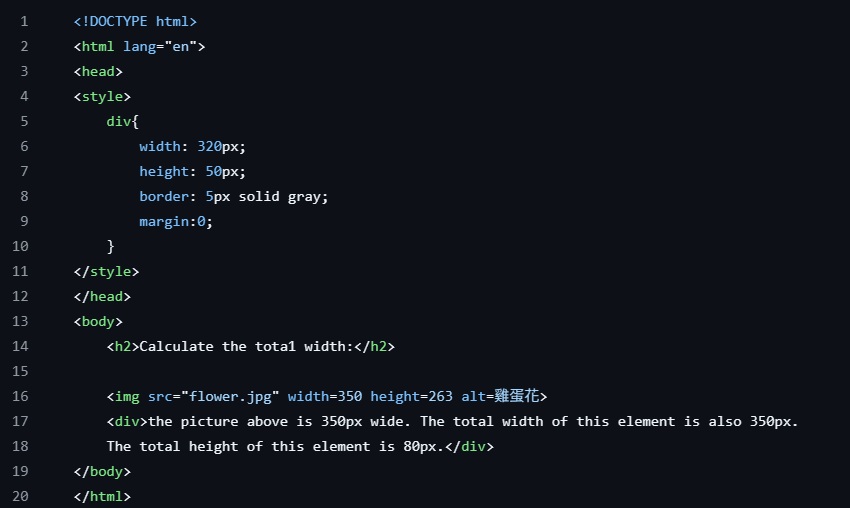 1 <!DOCTYPE html>
2 <html lang="en">
3 <head>
4 <style>
5 div{
6 width: 320px;
7 height: 50px;
8 border: 5px solid gray;
9 margin:0;
10 }
11 </style>
12 </head>
13 <body>
14 <h2>Calculate the tota1 width:</h2>
15
16 <img src="flower.jpg" width=350 height=263 alt=雞蛋花>
17 <div>the picture above is 350px wide. The total width of this element is also 350px.
18 The total height of this element is 80px.</div>
19 </body>
20 </html>